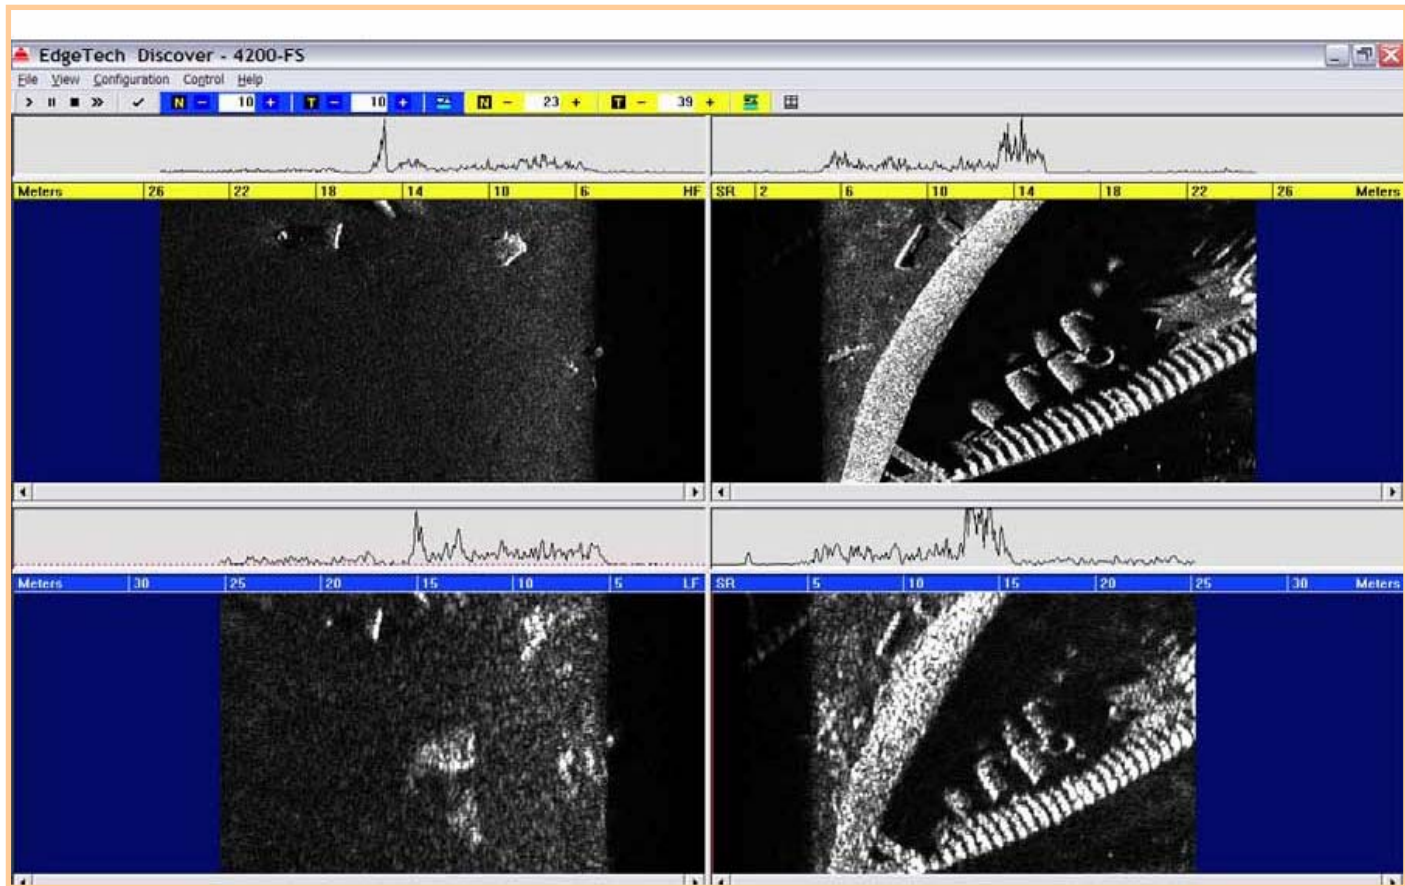 EdgeTech Discover - 4200-FS
File View Configuration Control Help
N - 10 + T - 10 + N - 23 + T - 39 +
Meters 26 22 18 14 10 6 HF SR 2 6 10 14 18 22 26 Meters
Meters 30 25 20 15 10 5 LF SR 5 10 15 20 25 30 Meters